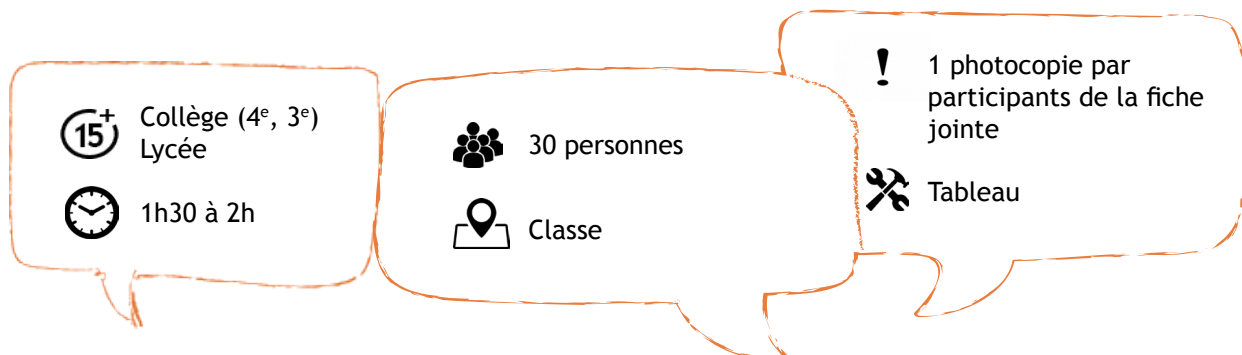 15+
Collège (4e, 3e)
Lycée
1h30 à 2h
30 personnes
Classe
!
1 photocopie par
participants de la fiche
jointe
Tableau